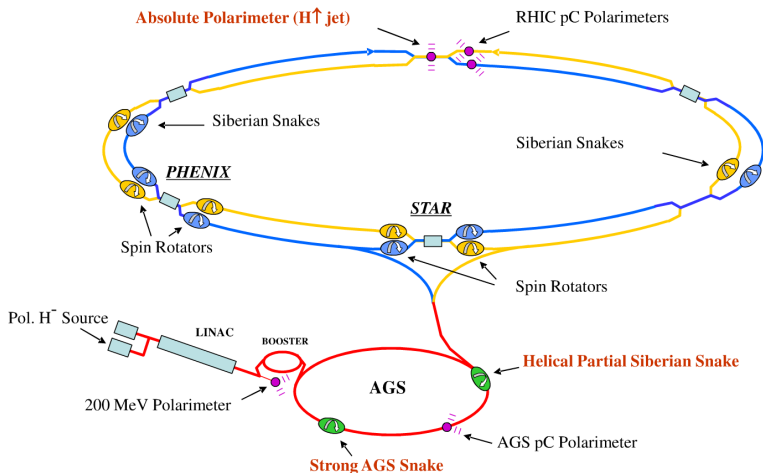 Absolute Polarimeter (H↑ jet)
RHIC pC Polarimeters
Siberian Snakes
Siberian Snakes
PHENIX
STAR
Spin Rotators
Spin Rotators
Pol. H⁻ Source
LINAC
BOOSTER
Helical Partial Siberian Snake
AGS
200 MeV Polarimeter
AGS pC Polarimeter
Strong AGS Snake